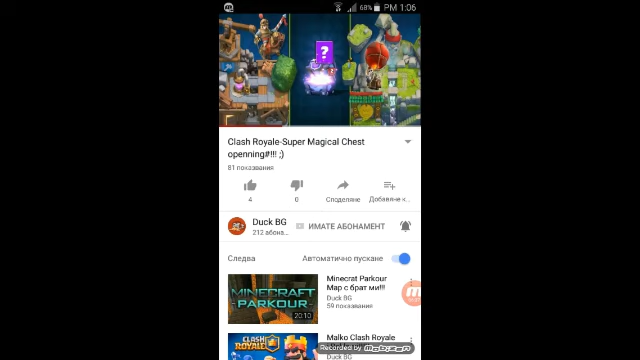 68% PM 1:06
?
Clash Royale-Super Magical Chest
openning#!!! ;)
81 показвания
4
0
Споделяне
Добавяне к...
Duck BG
212 абона...
ИМАТЕ АБОНАМЕНТ
Следва
Автоматично пускане
MINECRAFT
-PARKOUR-
20:10
Minecrat Parkour
Map с брат ми!!!
Duck BG
59 показвания
CLASH
ROYALE
Malko Clash Royale
Duck BG
Recorded by MOBIZEN